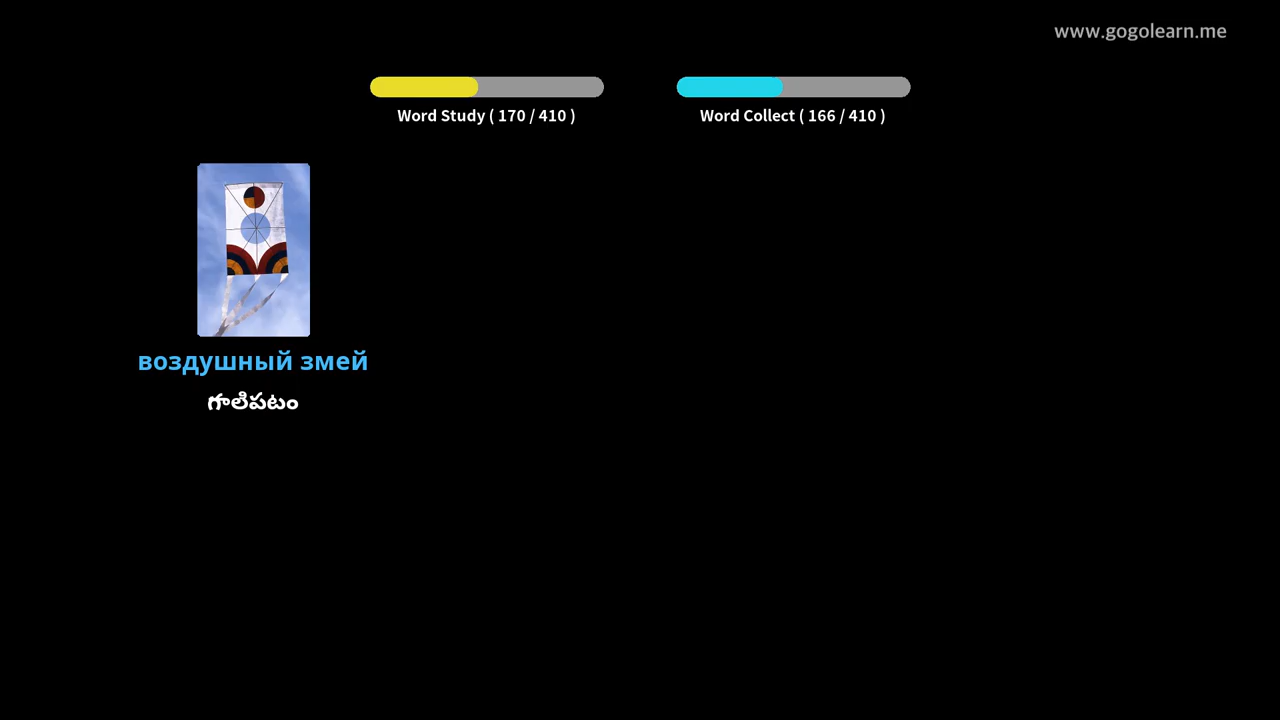 www.gogolearn.me
Word Study ( 170 / 410 )
Word Collect ( 166 / 410 )
воздушный змей
గాలిపటం